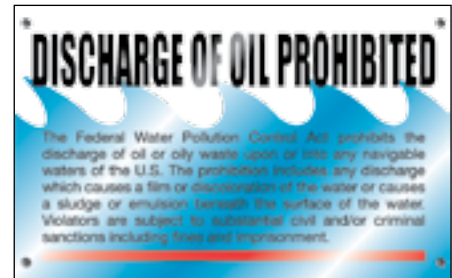 DISCHARGE OF OIL PROHIBITED
The Federal Water Pollution Control Act prohibits the
discharge of oil or oily waste upon or into any navigable
waters of the U.S. The prohibition includes any discharge
which causes a film or discoloration of the water or causes
a sludge or emulsion beneath the surface of the water.
Violators are subject to substantial civil and/or criminal
sanctions including fines and imprisonment.